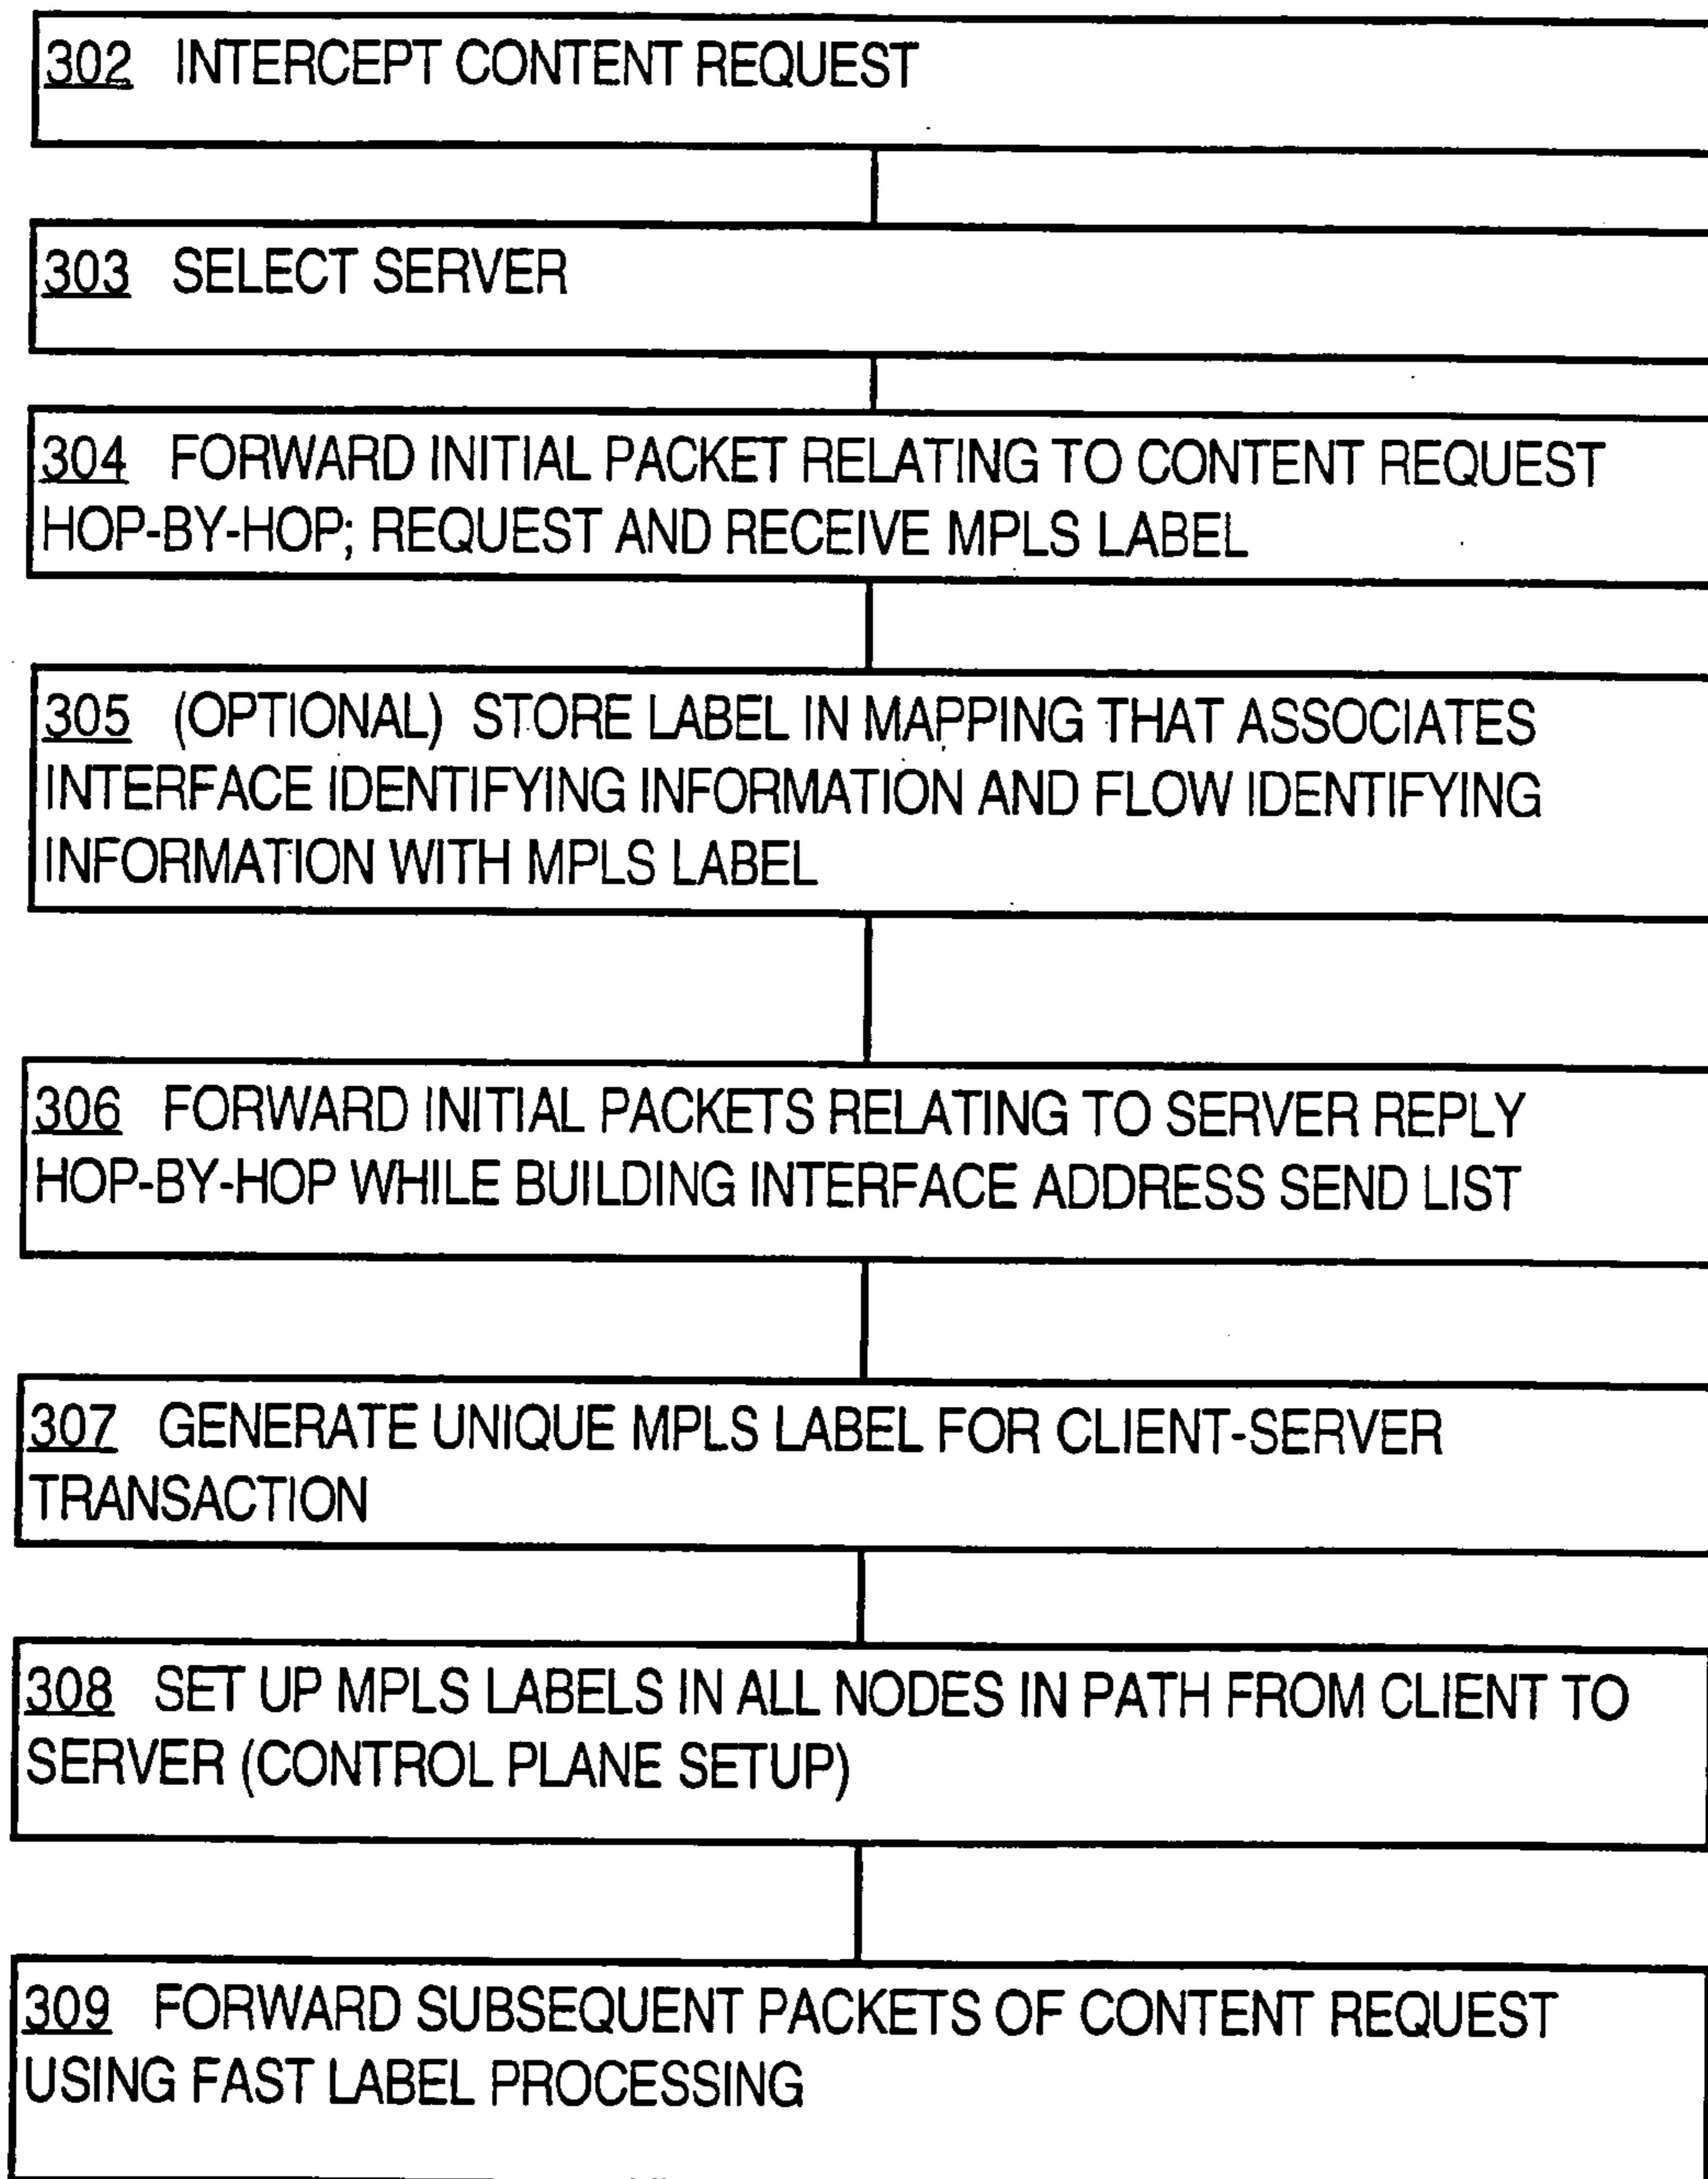 302 INTERCEPT CONTENT REQUEST
303 SELECT SERVER
304 FORWARD INITIAL PACKET RELATING TO CONTENT REQUEST
HOP-BY-HOP; REQUEST AND RECEIVE MPLS LABEL
305 (OPTIONAL) STORE LABEL IN MAPPING THAT ASSOCIATES
INTERFACE IDENTIFYING INFORMATION AND FLOW IDENTIFYING
INFORMATION WITH MPLS LABEL
306 FORWARD INITIAL PACKETS RELATING TO SERVER REPLY
HOP-BY-HOP WHILE BUILDING INTERFACE ADDRESS SEND LIST
307 GENERATE UNIQUE MPLS LABEL FOR CLIENT-SERVER
TRANSACTION
308 SET UP MPLS LABELS IN ALL NODES IN PATH FROM CLIENT TO
SERVER (CONTROL PLANE SETUP)
309 FORWARD SUBSEQUENT PACKETS OF CONTENT REQUEST
USING FAST LABEL PROCESSING